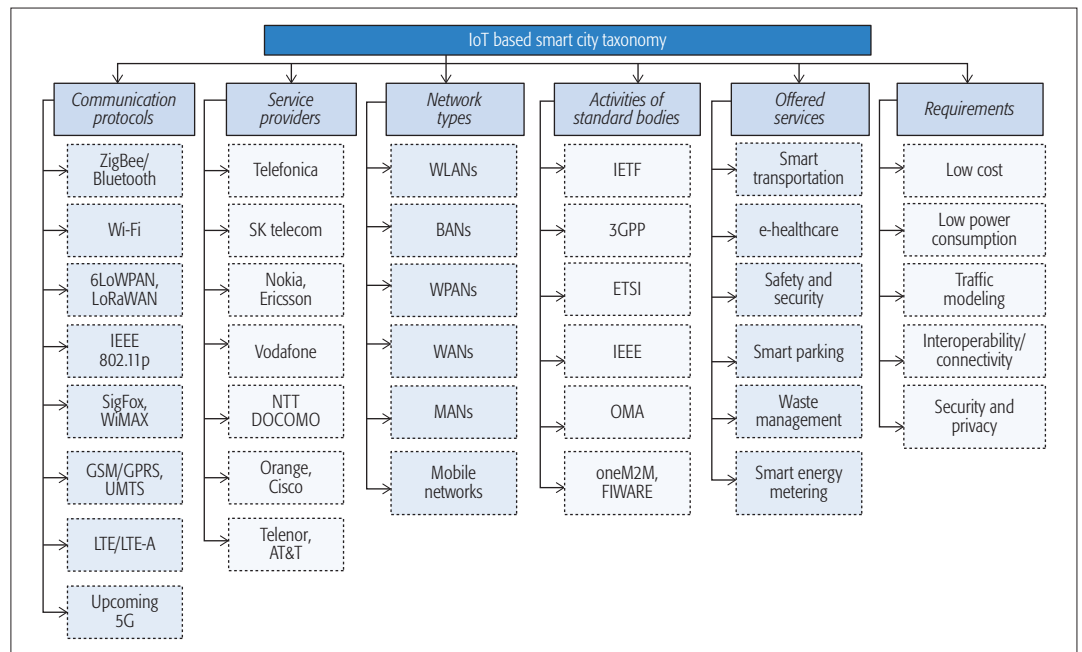 IoT based smart city taxonomy
Communication
protocols
ZigBee/
Bluetooth
Wi-Fi
6LoWPAN,
LoRaWAN
IEEE
802.11p
SigFox,
WiMAX
GSM/GPRS,
UMTS
LTE/LTE-A
Upcoming
5G
Service
providers
Telefonica
SK telecom
Nokia,
Ericsson
Vodafone
NTT
DOCOMO
Orange,
Cisco
Telenor,
AT&T
Network
types
WLANs
BANs
WPANs
WANs
MANs
Mobile
networks
Activities of
standard bodies
IETF
3GPP
ETSI
IEEE
OMA
oneM2M,
FIWARE
Offered
services
Smart
transportation
e-healthcare
Safety and
security
Smart parking
Waste
management
Smart energy
metering
Requirements
Low cost
Low power
consumption
Traffic
modeling
Interoperability/
connectivity
Security and
privacy